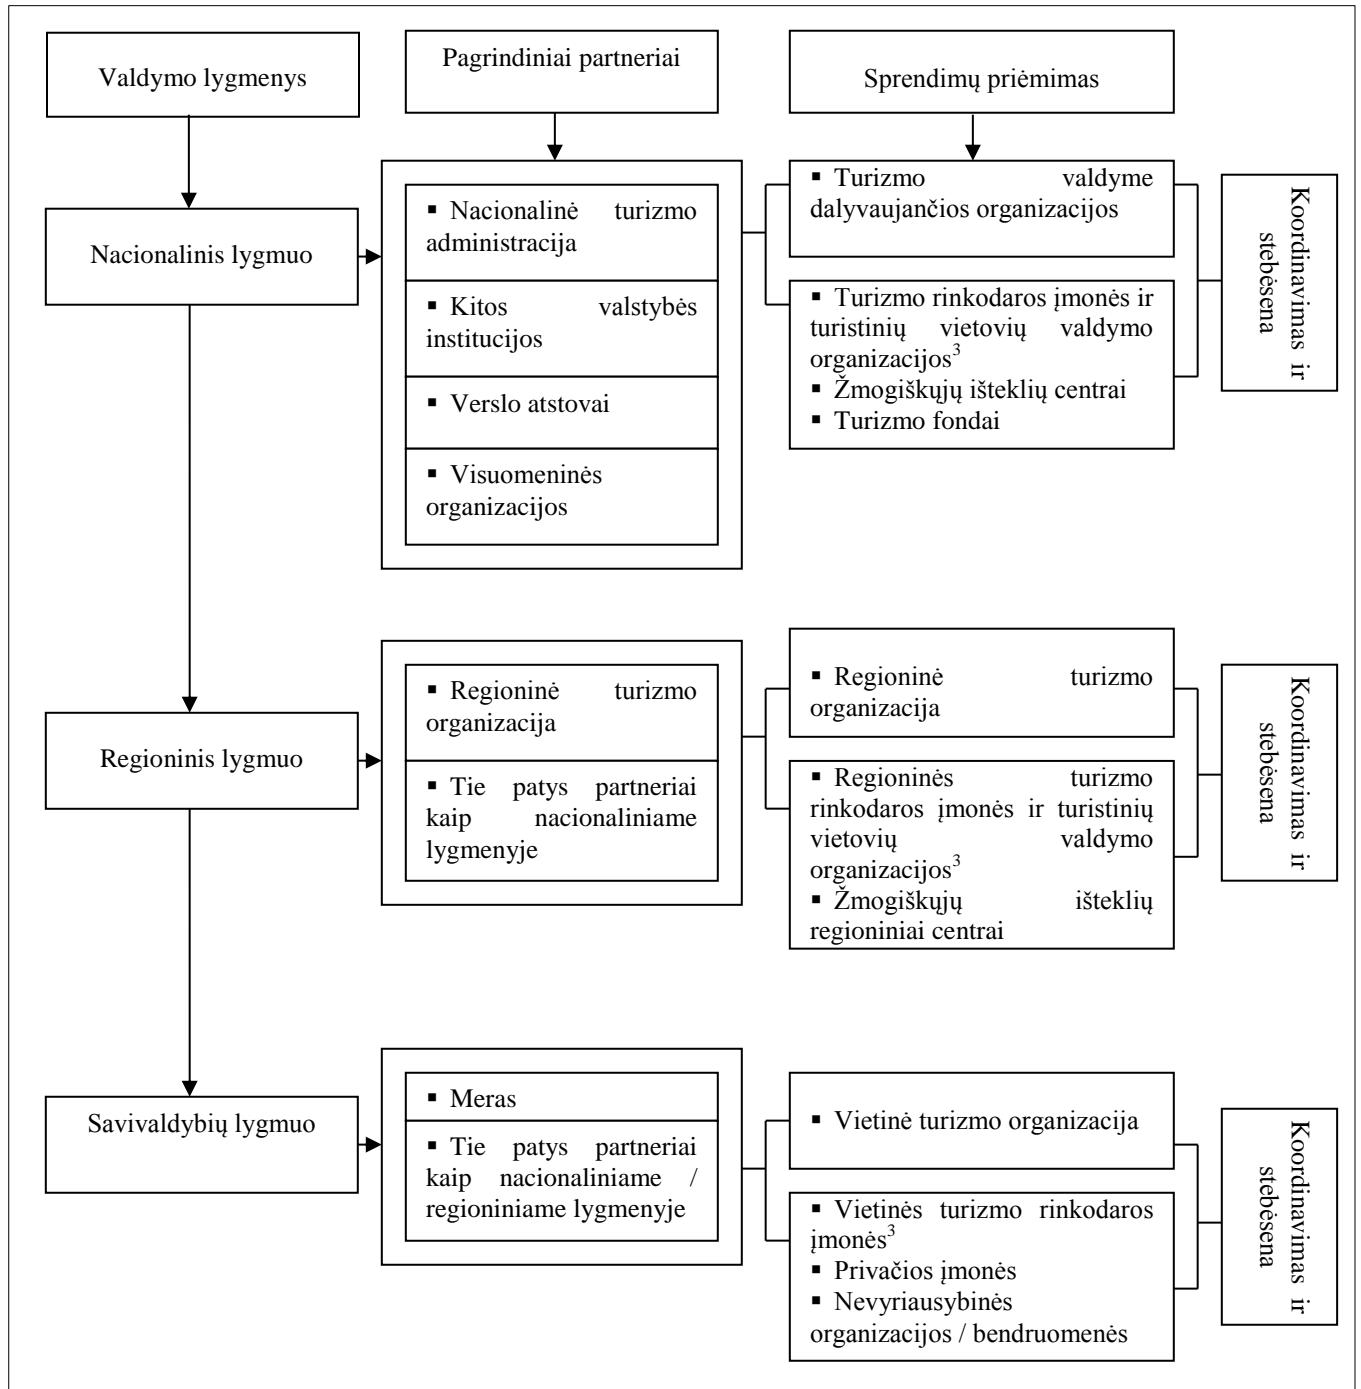 Valdymo lygmenys
Pagrindiniai partneriai
Sprendimų priėmimas
Nacionalinis lygmuo
▪ Nacionalinė turizmo
administracija
▪ Kitos valstybės
institucijos
▪ Verslo atstovai
▪ Visuomeninės
organizacijos
▪ Turizmo valdyme
dalyvaujančios organizacijos
▪ Turizmo rinkodaros įmonės ir
turistinių vietovių valdymo
organizacijos³
▪ Žmogiškųjų išteklių centrai
▪ Turizmo fondai
Koordinavimas ir
stebėsena
Regioninis lygmuo
▪ Regioninė turizmo
organizacija
▪ Tie patys partneriai
kaip nacionaliniame
lygmenyje
▪ Regioninė turizmo
organizacija
▪ Regioninės turizmo
rinkodaros įmonės ir turistinių
vietovių valdymo
organizacijos³
▪ Žmogiškųjų išteklių
regioniniai centrai
Koordinavimas ir
stebėsena
Savivaldybių lygmuo
▪ Meras
▪ Tie patys partneriai
kaip nacionaliniame /
regioniniame lygmenyje
▪ Vietinė turizmo organizacija
▪ Vietinės turizmo rinkodaros
įmonės³
▪ Privačios įmonės
▪ Nevyriausybinės
organizacijos / bendruomenės
Koordinavimas ir
stebėsena